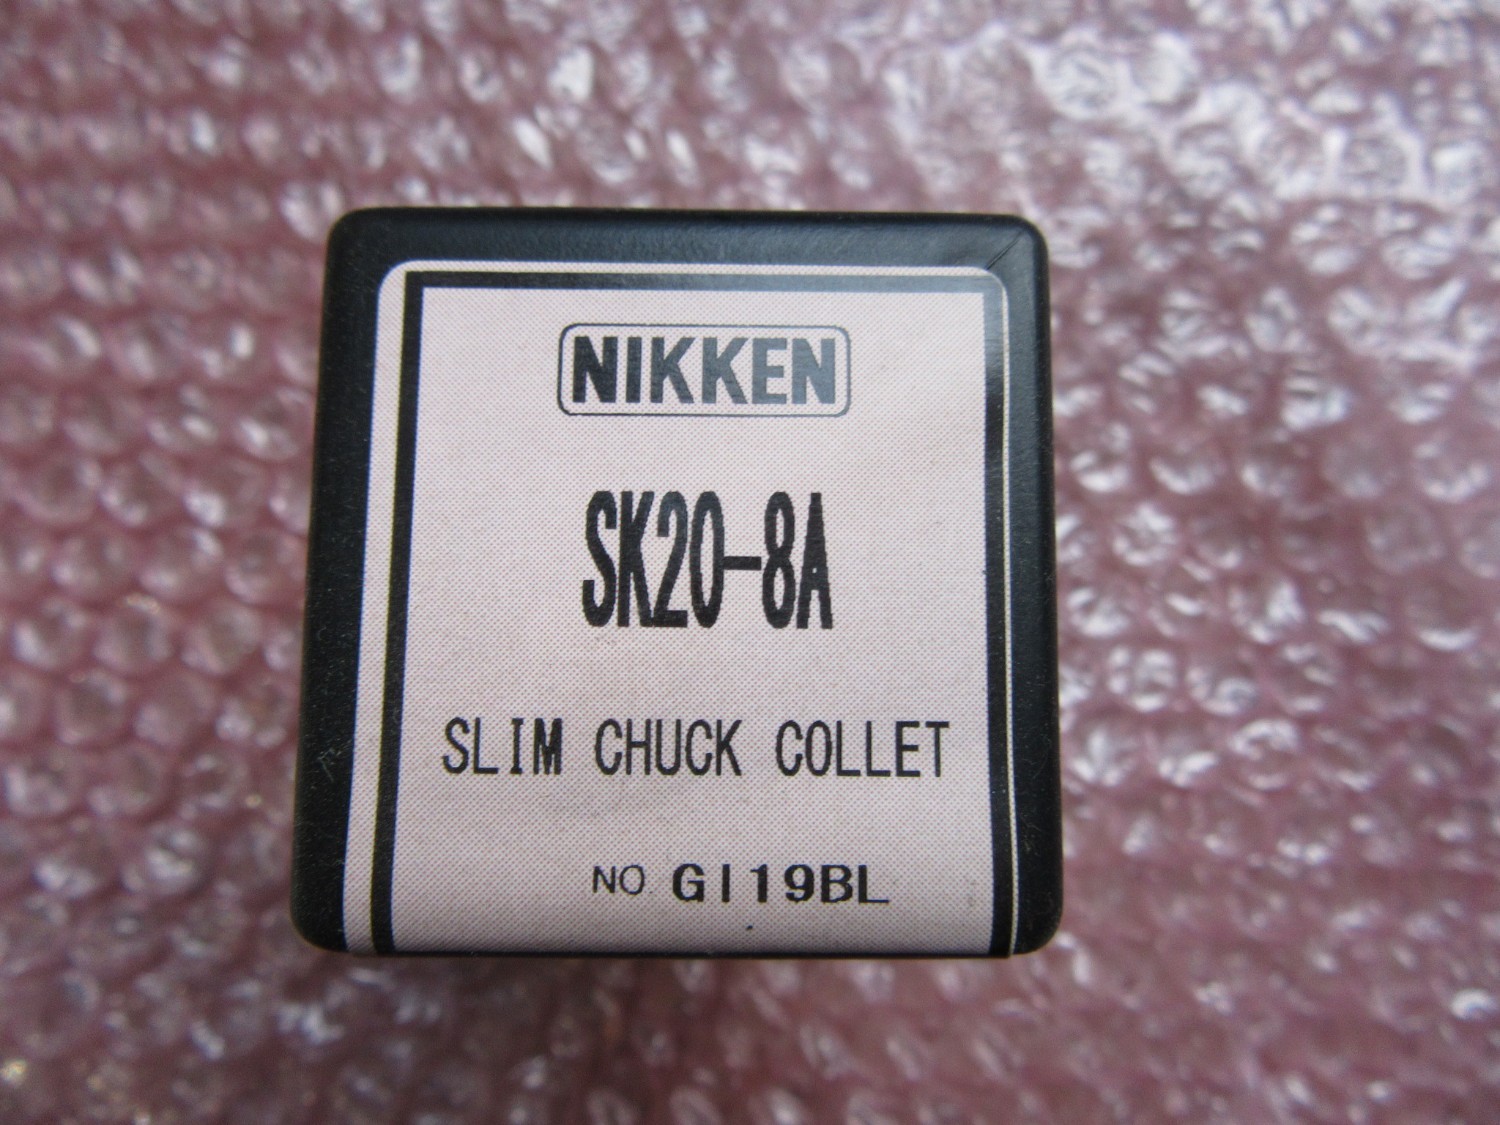 NIKKEN
SK20-8A
SLIM CHUCK COLLET
NO GI19BL